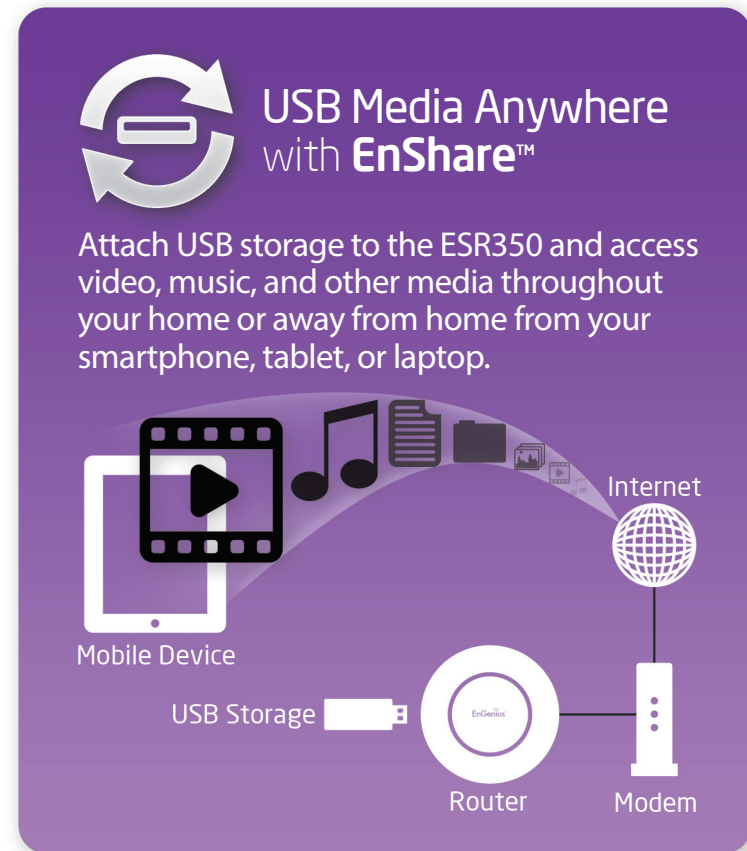 USB Media Anywhere
with EnShare™
Attach USB storage to the ESR350 and access
video, music, and other media throughout
your home or away from home from your
smartphone, tablet, or laptop.
Internet
Mobile Device
USB Storage
EnGenius
Router
Modem